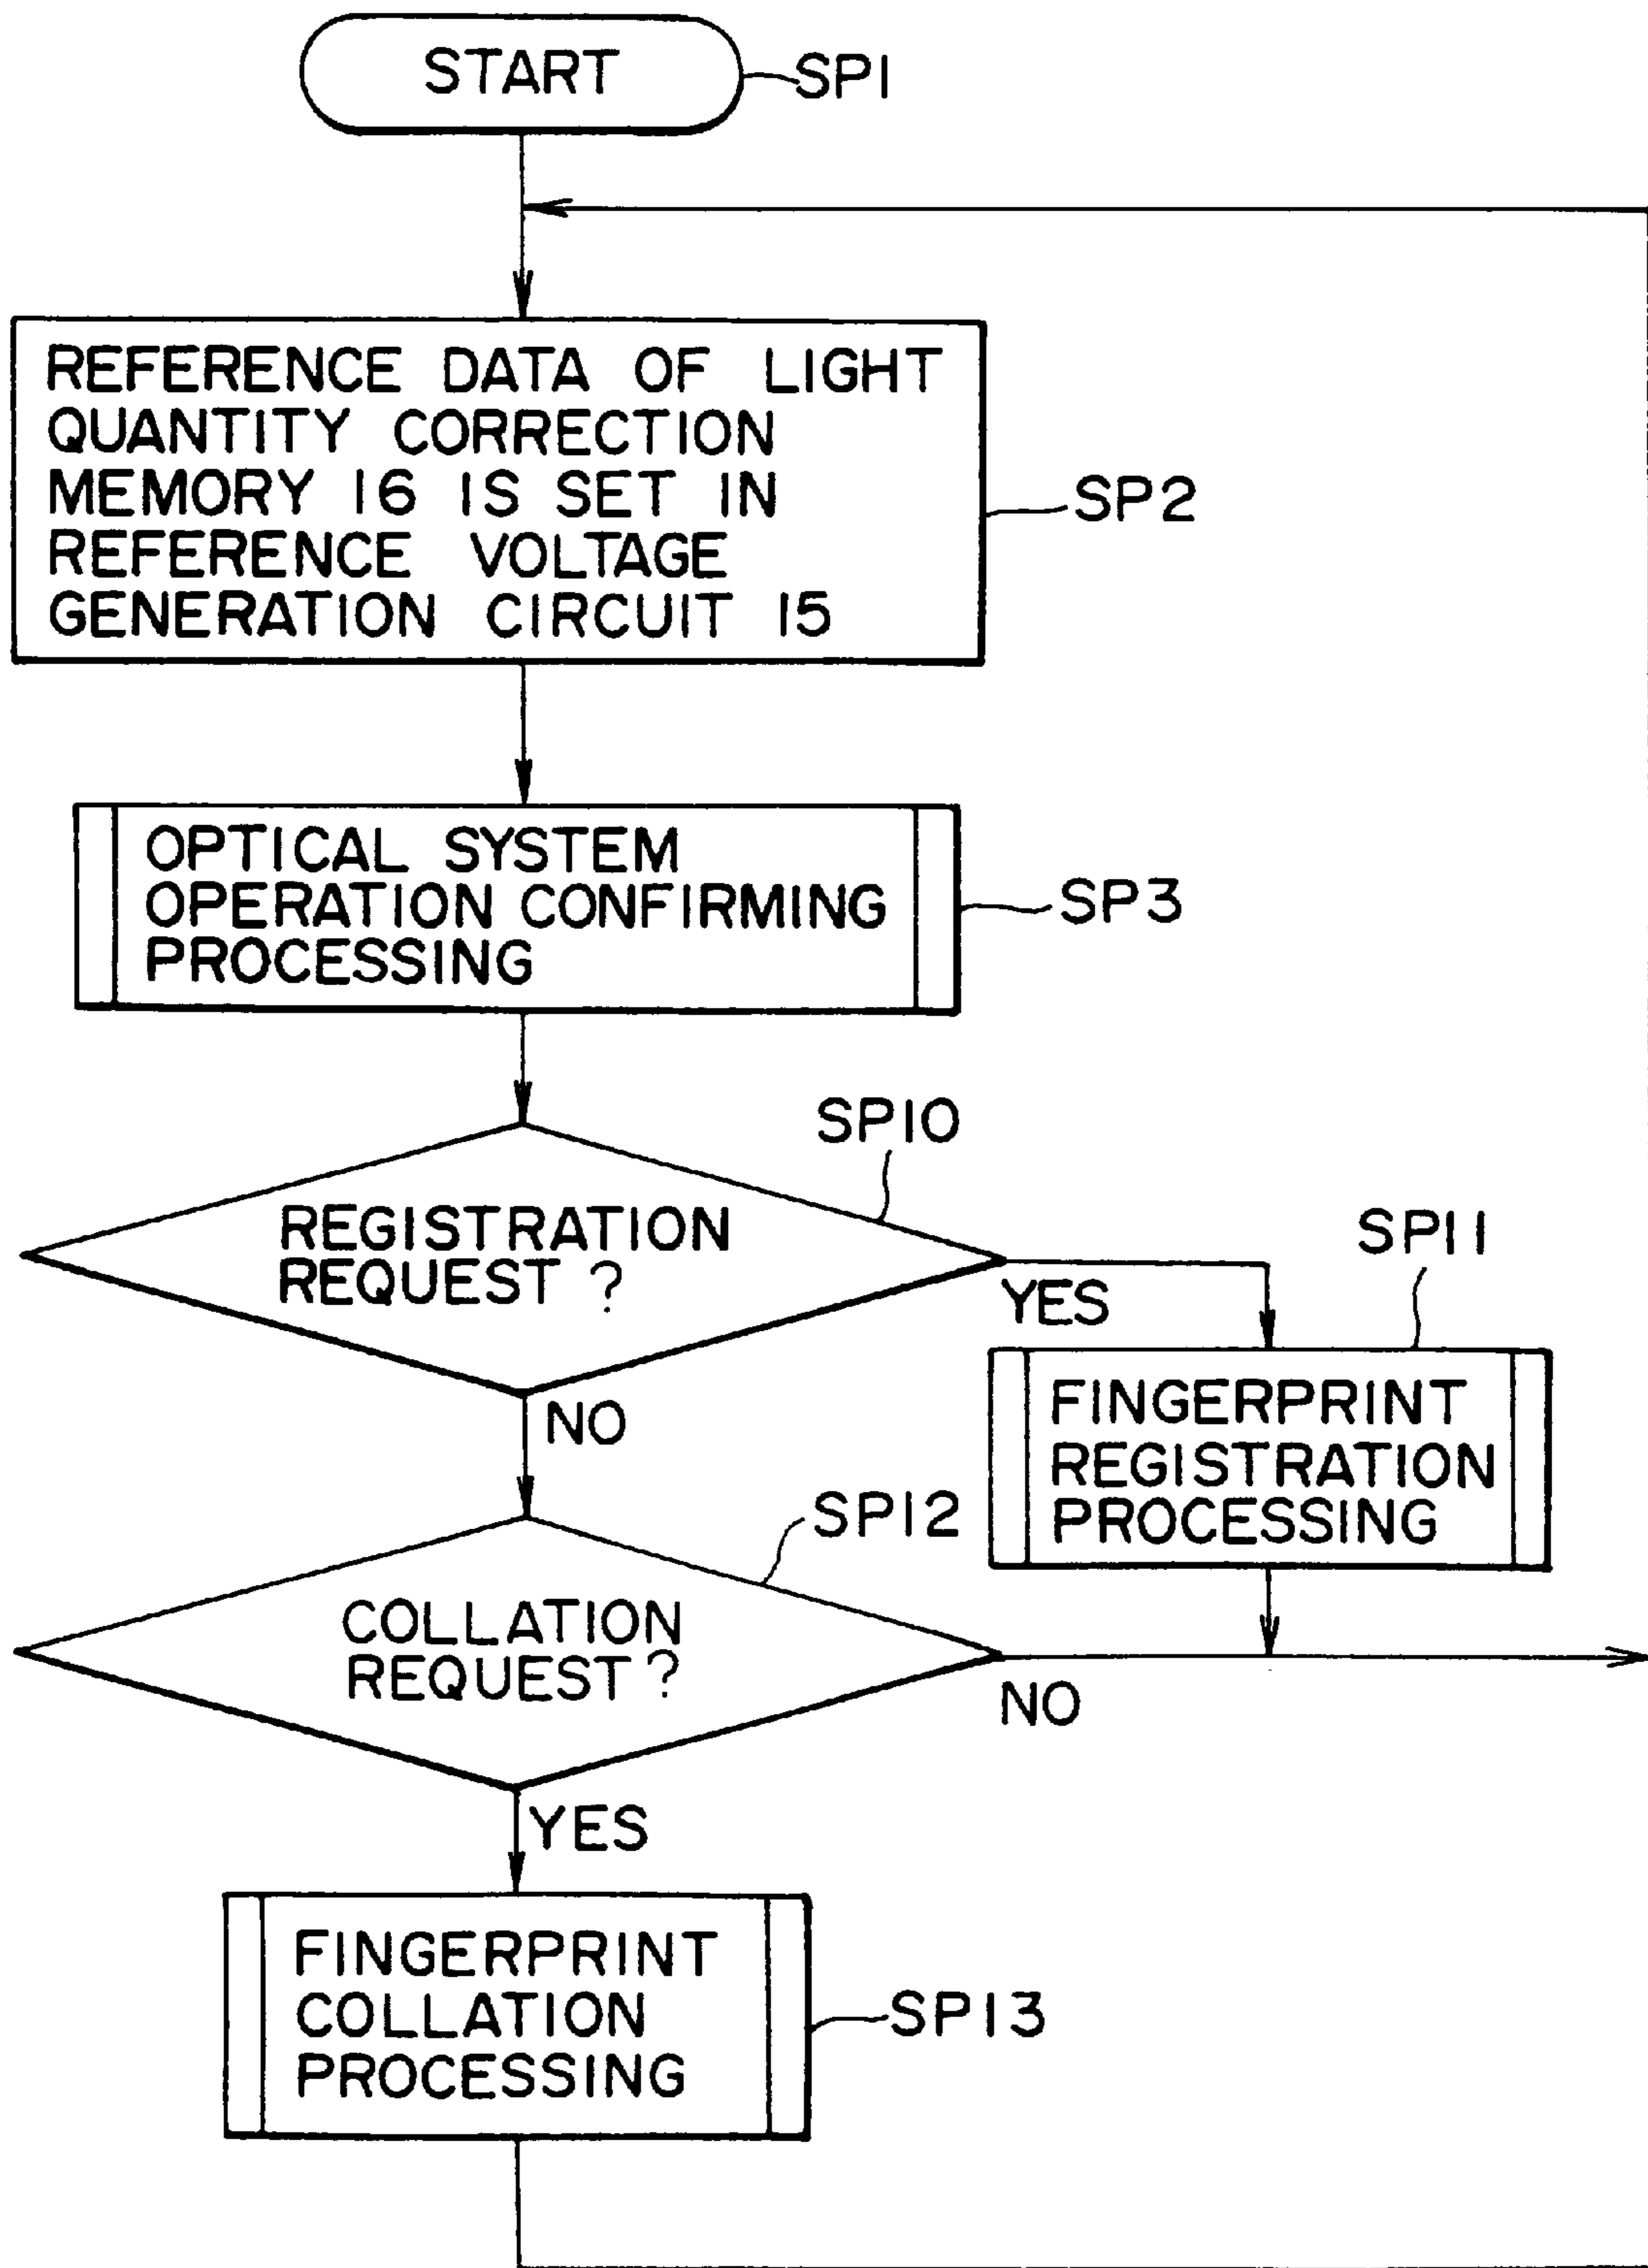 START
SP1
REFERENCE DATA OF LIGHT
QUANTITY CORRECTION
MEMORY 16 IS SET IN
REFERENCE VOLTAGE
GENERATION CIRCUIT 15
SP2
OPTICAL SYSTEM
OPERATION CONFIRMING
PROCESSING
SP3
SP10
REGISTRATION
REQUEST ?
YES
SP11
FINGERPRINT
REGISTRATION
PROCESSING
NO
SP12
COLLATION
REQUEST ?
NO
YES
FINGERPRINT
COLLATION
PROCESSING
SP13